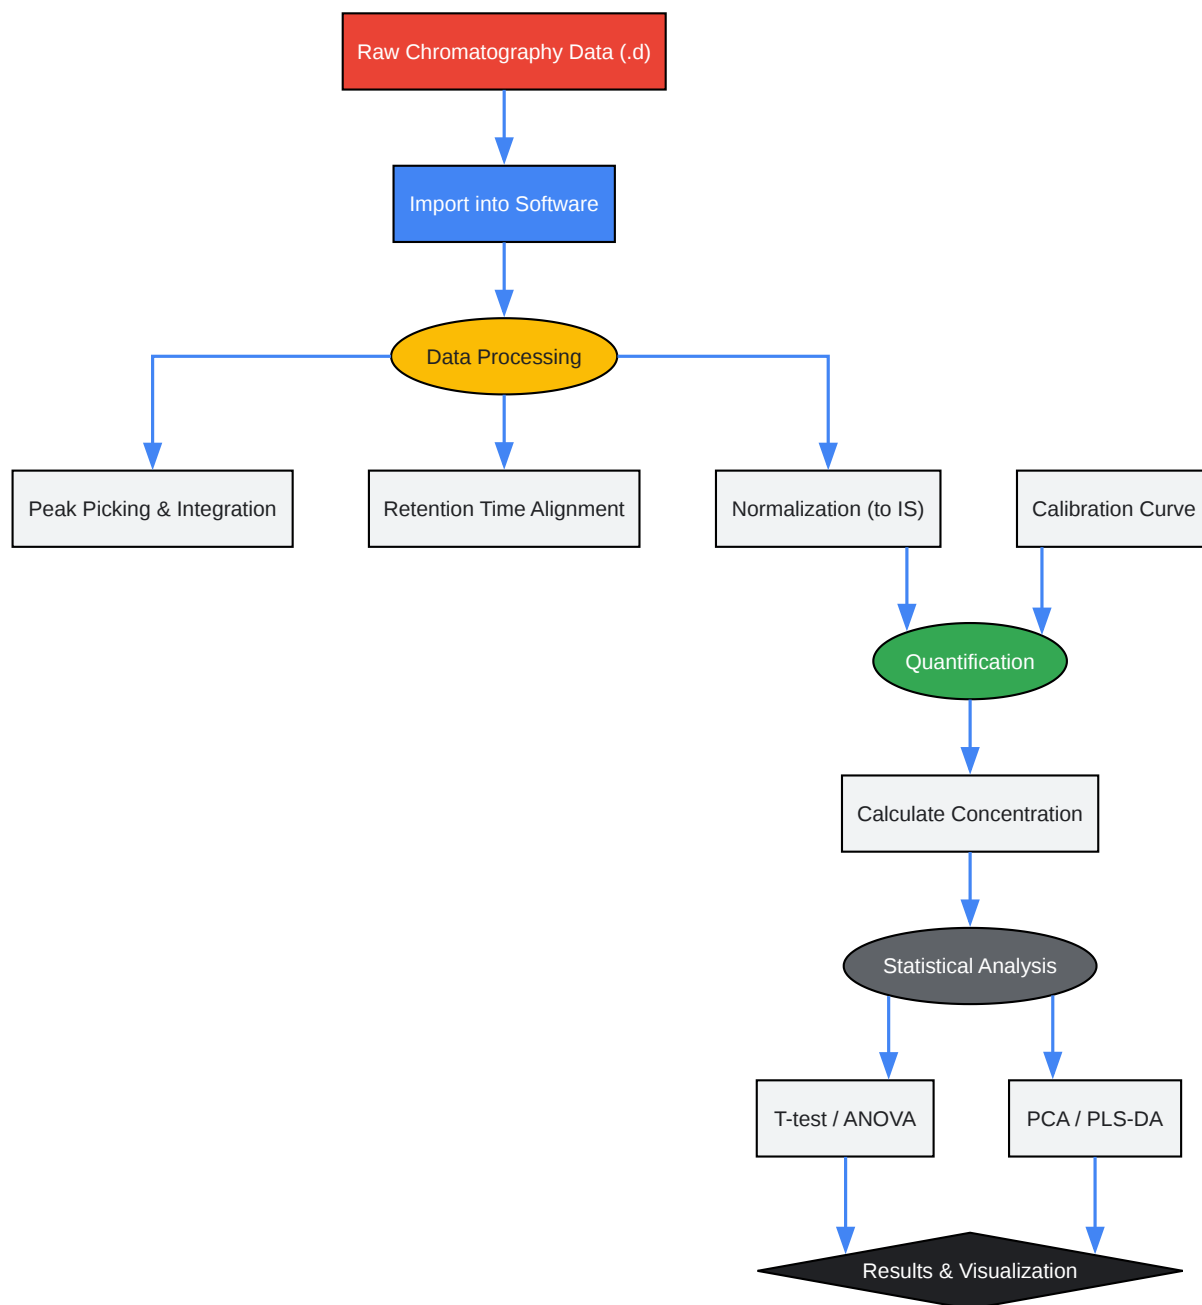 Raw Chromatography Data (.d)
Import into Software
Data Processing
Peak Picking & Integration
Retention Time Alignment
Normalization (to IS)
Calibration Curve
Quantification
Calculate Concentration
Statistical Analysis
T-test / ANOVA
PCA / PLS-DA
Results & Visualization